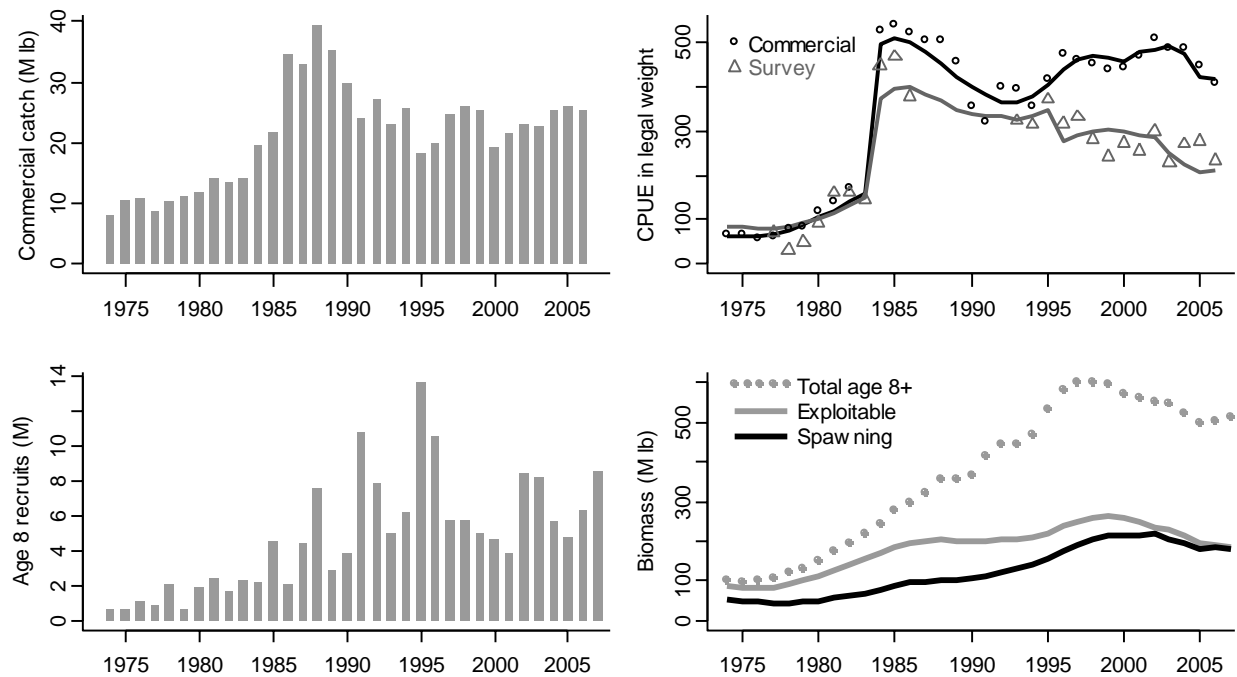 Commercial catch (M lb)
40
30
20
10
0
1975 1980 1985 1990 1995 2000 2005
CPUE in legal weight
500
300
100
0
Commercial
Survey
1975 1980 1985 1990 1995 2000 2005
Age 8 recruits (M)
14
10
8
6
4
2
0
1975 1980 1985 1990 1995 2000 2005
Biomass (M lb)
500
300
100
0
Total age 8+
Exploitable
Spawning
1975 1980 1985 1990 1995 2000 2005